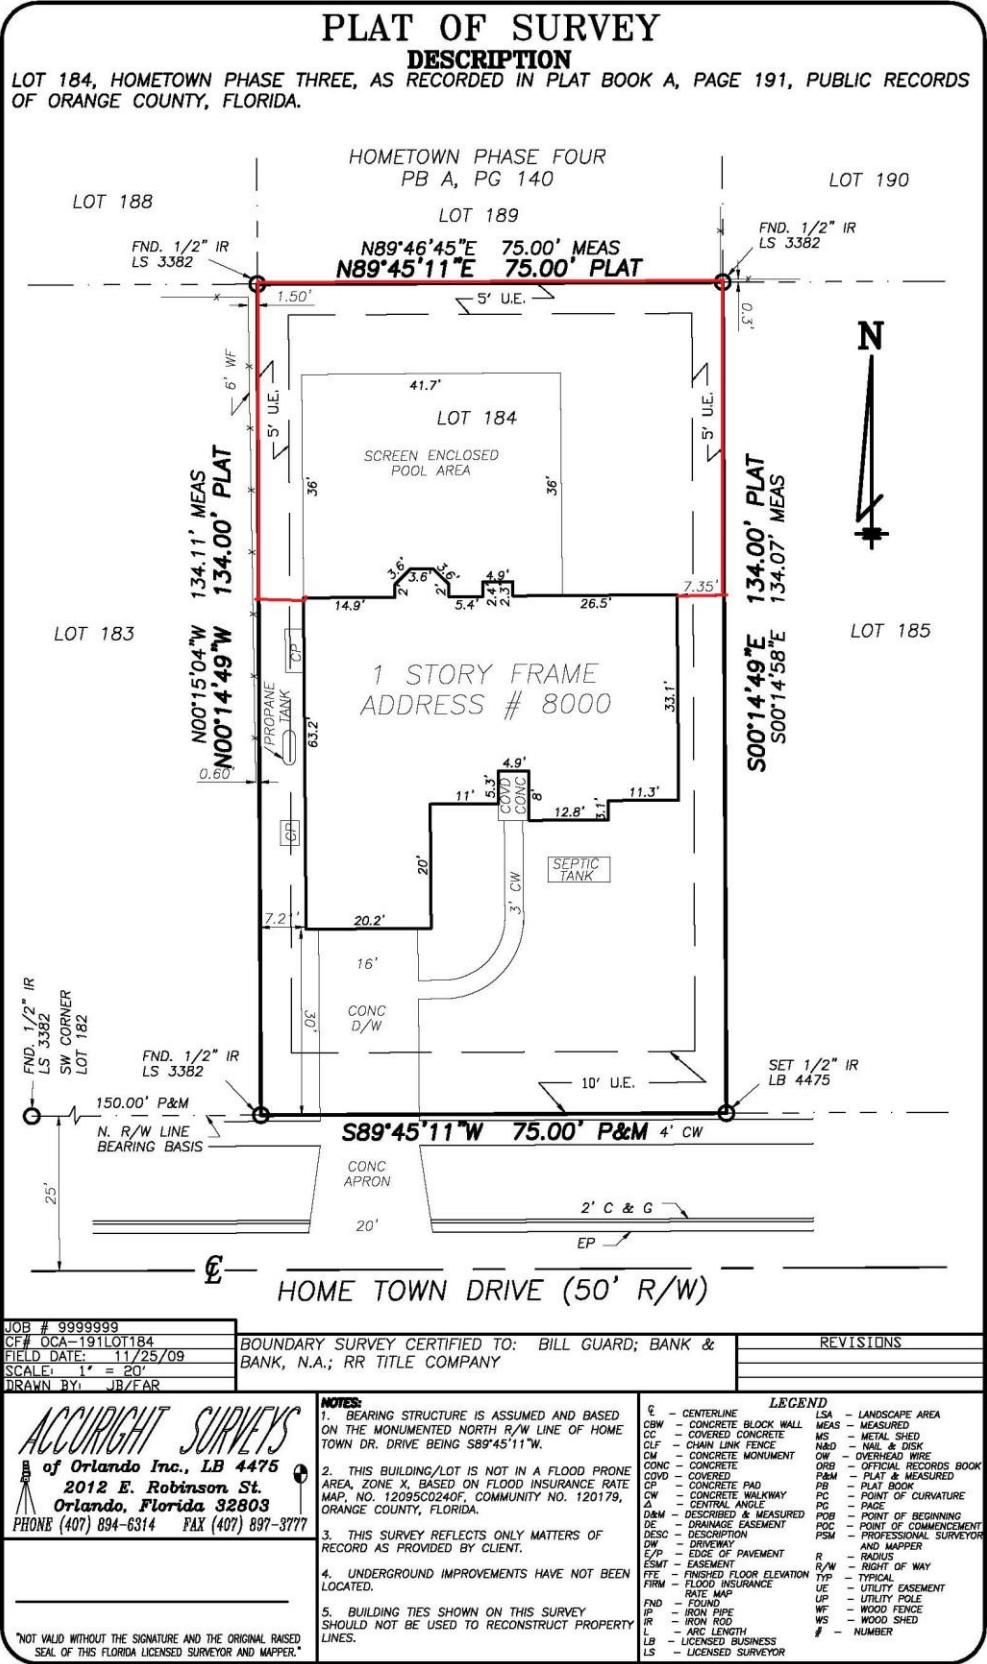 PLAT OF SURVEY
DESCRIPTION
LOT 184, HOMETOWN PHASE THREE, AS RECORDED IN PLAT BOOK A, PAGE 191, PUBLIC RECORDS
OF ORANGE COUNTY, FLORIDA.
HOMETOWN PHASE FOUR
PB A, PG 140
LOT 188
LOT 189
LOT 190
FND. 1/2" IR
LS 3382
N89°46'45"E 75.00' MEAS
N89°45'11"E 75.00' PLAT
FND. 1/2" IR
LS 3382
1.50'
5' U.E.
0.3'
N
6' WF
5' U.E.
41.7'
LOT 184
5' U.E.
SCREEN ENCLOSED
POOL AREA
36'
36'
N00°15'04"W 134.11' MEAS
N00°14'49"W 134.00' PLAT
S00°14'49"E 134.00' PLAT
S00°14'58"E 134.07' MEAS
3.6'
3.6'
3.6'
2'
2'
4.9'
2.4'
2.3'
14.9'
5.4'
26.5'
7.35'
LOT 183
LOT 185
CP
1 STORY FRAME
ADDRESS # 8000
33.1'
PROPANE
TANK
63.2'
0.60'
4.9'
5.3'
COVD
CONC
8'
11'
12.8'
3.1'
11.3'
CP
20'
SEPTIC
TANK
3' CW
7.21'
20.2'
16'
CONC
D/W
30'
FND. 1/2" IR
LS 3382
SW CORNER
LOT 182
FND. 1/2" IR
LS 3382
SET 1/2" IR
LB 4475
10' U.E.
150.00' P&M
N. R/W LINE
BEARING BASIS
S89°45'11"W 75.00' P&M 4' CW
25'
CONC
APRON
20'
2' C & G
EP
HOME TOWN DRIVE (50' R/W)
JOB # 9999999
CF# OCA-191LOT184
FIELD DATE: 11/25/09
SCALE: 1" = 20'
DRAWN BY: JB/FAR
BOUNDARY SURVEY CERTIFIED TO: BILL GUARD; BANK &
BANK, N.A.; RR TITLE COMPANY
REVISIONS
ACCURIGHT SURVEYS
of Orlando Inc., LB 4475
2012 E. Robinson St.
Orlando, Florida 32803
PHONE (407) 894-6314 FAX (407) 897-3777
"NOT VALID WITHOUT THE SIGNATURE AND THE ORIGINAL RAISED
SEAL OF THIS FLORIDA LICENSED SURVEYOR AND MAPPER."
NOTES:
1. BEARING STRUCTURE IS ASSUMED AND BASED
ON THE MONUMENTED NORTH R/W LINE OF HOME
TOWN DR. DRIVE BEING S89°45'11"W.
2. THIS BUILDING/LOT IS NOT IN A FLOOD PRONE
AREA, ZONE X, BASED ON FLOOD INSURANCE RATE
MAP, NO. 12095C0240F, COMMUNITY NO. 120179,
ORANGE COUNTY, FLORIDA.
3. THIS SURVEY REFLECTS ONLY MATTERS OF
RECORD AS PROVIDED BY CLIENT.
4. UNDERGROUND IMPROVEMENTS HAVE NOT BEEN
LOCATED.
5. BUILDING TIES SHOWN ON THIS SURVEY
SHOULD NOT BE USED TO RECONSTRUCT PROPERTY
LINES.
LEGEND
℄ – CENTERLINE
CBW – CONCRETE BLOCK WALL
CC – COVERED CONCRETE
CLF – CHAIN LINK FENCE
CM – CONCRETE MONUMENT
CONC – CONCRETE
COVD – COVERED
CP – CONCRETE PAD
CW – CONCRETE WALKWAY
Δ – CENTRAL ANGLE
D&M – DESCRIBED & MEASURED
DE – DRAINAGE EASEMENT
DESC – DESCRIPTION
DW – DRIVEWAY
E/P – EDGE OF PAVEMENT
ESMT – EASEMENT
FFE – FINISHED FLOOR ELEVATION
FIRM – FLOOD INSURANCE
RATE MAP
FND – FOUND
IP – IRON PIPE
IR – IRON ROD
L – ARC LENGTH
LB – LICENSED BUSINESS
LS – LICENSED SURVEYOR
LSA – LANDSCAPE AREA
MEAS – MEASURED
MS – METAL SHED
N&D – NAIL & DISK
OW – OVERHEAD WIRE
ORB – OFFICIAL RECORDS BOOK
P&M – PLAT & MEASURED
PB – PLAT BOOK
PC – POINT OF CURVATURE
PG – PAGE
POB – POINT OF BEGINNING
POC – POINT OF COMMENCEMENT
PSM – PROFESSIONAL SURVEYOR
AND MAPPER
R – RADIUS
R/W – RIGHT OF WAY
TYP – TYPICAL
UE – UTILITY EASEMENT
UP – UTILITY POLE
WF – WOOD FENCE
WS – WOOD SHED
# – NUMBER